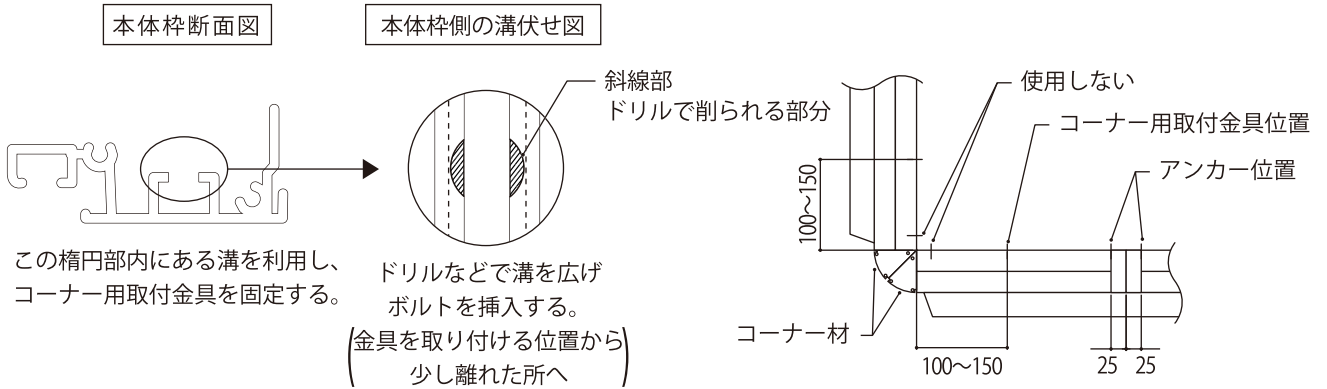 本体枠断面図
この楕円部内にある溝を利用し、
コーナー用取付金具を固定する。
本体枠側の溝伏せ図
斜線部
ドリルで削られる部分
ドリルなどで溝を広げ
ボルトを挿入する。
(金具を取り付ける位置から
少し離れた所へ
使用しない
コーナー用取付金具位置
アンカー位置
100〜150
コーナー材
100〜150
25
25